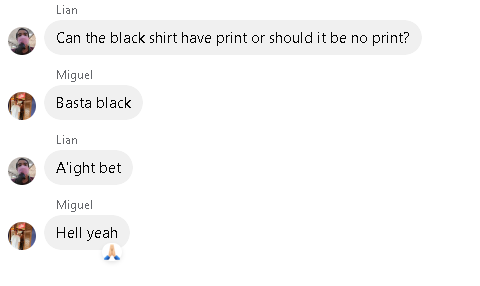 Lian
Can the black shirt have print or should it be no print?
Miguel
Basta black
Lian
A'ight bet
Miguel
Hell yeah